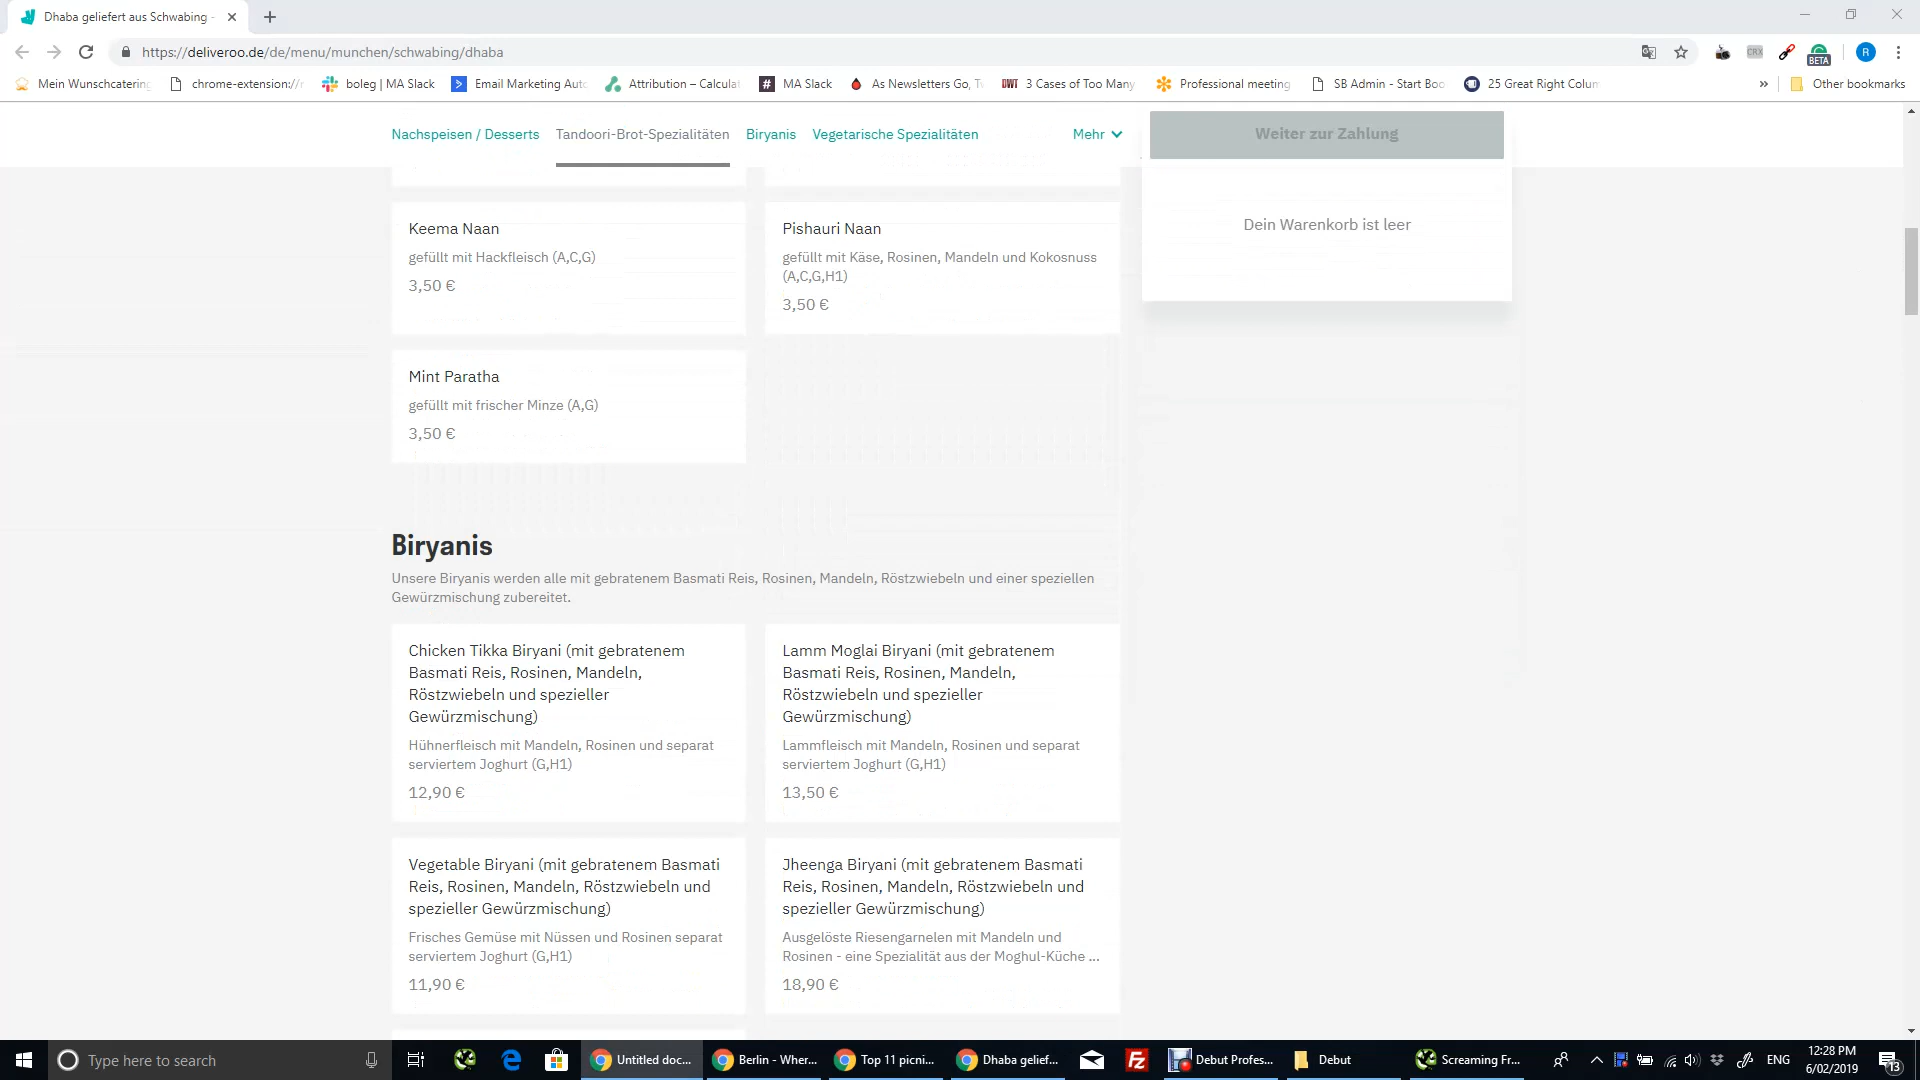 Dhaba geliefert aus Schwabing -
https://deliveroo.de/de/menu/munchen/schwabing/dhaba
CRX
BETA
R
Mein Wunschcatering
chrome-extension://
boleg | MA Slack
Email Marketing Auto
Attribution – Calculat
MA Slack
As Newsletters Go,
DWT
3 Cases of Too Many
Professional meeting
SB Admin - Start Boo
25 Great Right Colum
»
Other bookmarks
Nachspeisen / Desserts
Tandoori-Brot-Spezialitäten
Biryanis
Vegetarische Spezialitäten
Mehr
Weiter zur Zahlung
Dein Warenkorb ist leer
Keema Naan
gefüllt mit Hackfleisch (A,C,G)
3,50 €
Pishauri Naan
gefüllt mit Käse, Rosinen, Mandeln und Kokosnuss
(A,C,G,H1)
3,50 €
Mint Paratha
gefüllt mit frischer Minze (A,G)
3,50 €
Biryanis
Unsere Biryanis werden alle mit gebratenem Basmati Reis, Rosinen, Mandeln, Röstzwiebeln und einer speziellen
Gewürzmischung zubereitet.
Chicken Tikka Biryani (mit gebratenem
Basmati Reis, Rosinen, Mandeln,
Röstzwiebeln und spezieller
Gewürzmischung)
Hühnerfleisch mit Mandeln, Rosinen und separat
serviertem Joghurt (G,H1)
12,90 €
Lamm Moglai Biryani (mit gebratenem
Basmati Reis, Rosinen, Mandeln,
Röstzwiebeln und spezieller
Gewürzmischung)
Lammfleisch mit Mandeln, Rosinen und separat
serviertem Joghurt (G,H1)
13,50 €
Vegetable Biryani (mit gebratenem Basmati
Reis, Rosinen, Mandeln, Röstzwiebeln und
spezieller Gewürzmischung)
Frisches Gemüse mit Nüssen und Rosinen separat
serviertem Joghurt (G,H1)
11,90 €
Jheenga Biryani (mit gebratenem Basmati
Reis, Rosinen, Mandeln, Röstzwiebeln und
spezieller Gewürzmischung)
Ausgelöste Riesengarnelen mit Mandeln und
Rosinen - eine Spezialität aus der Moghul-Küche ...
18,90 €
Type here to search
Untitled doc...
Berlin - Wher...
Top 11 picni...
Dhaba gelief...
Debut Profes...
Debut
Screaming Fr...
ENG
12:28 PM
6/02/2019
13